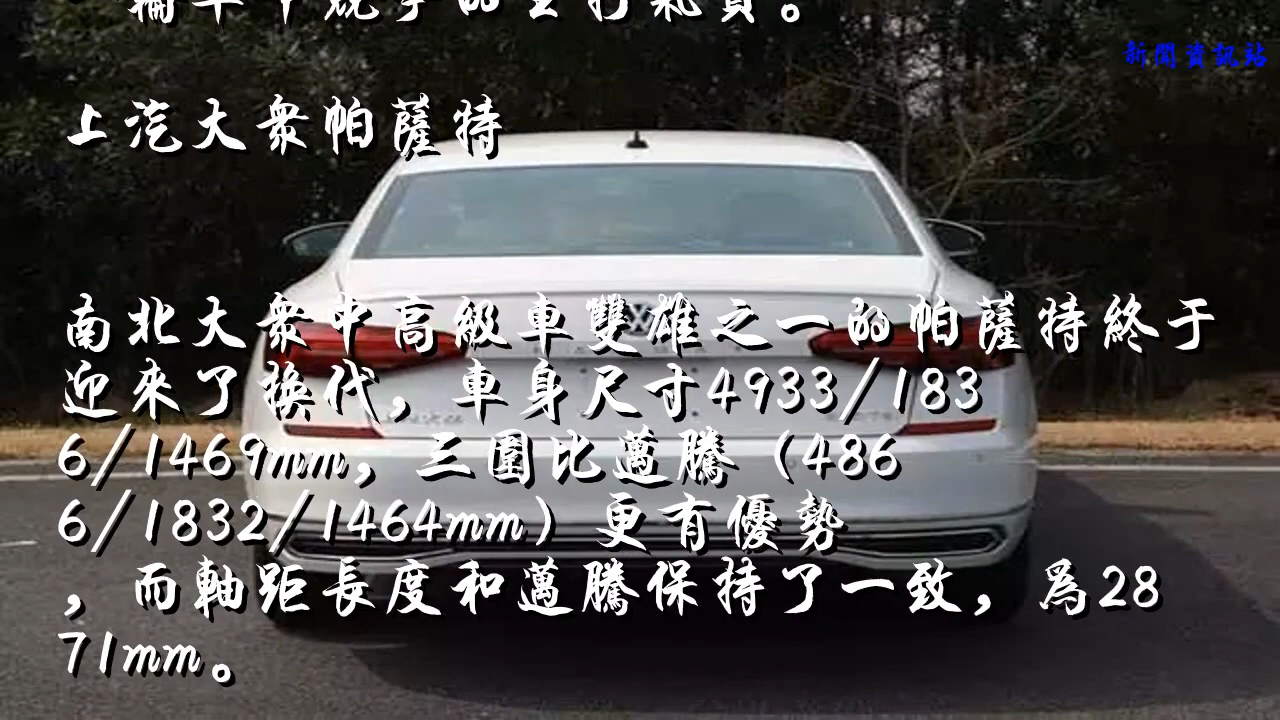 新聞資訊站
上汽大衆帕薩特
南北大衆中高級車雙雄之一的帕薩特終于
迎來了換代，車身尺寸4933/183
6/1469mm，三圍比邁騰（486
6/1832/1464mm）更有優勢
，而軸距長度和邁騰保持了一致，爲28
71mm。